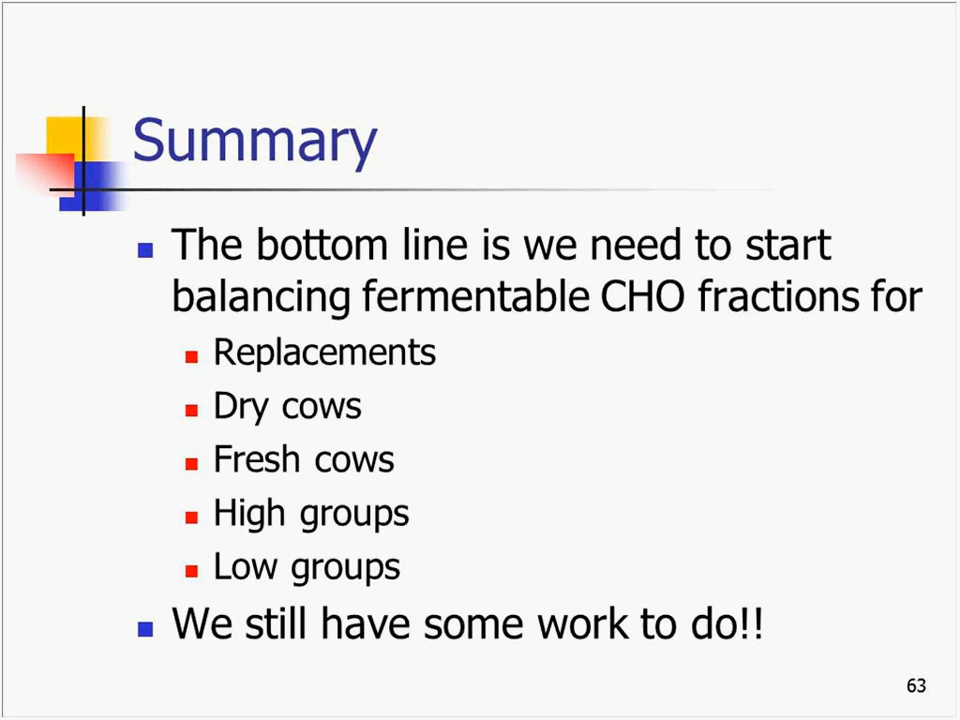 Summary
The bottom line is we need to start
balancing fermentable CHO fractions for
Replacements
Dry cows
Fresh cows
High groups
Low groups
We still have some work to do!!
63